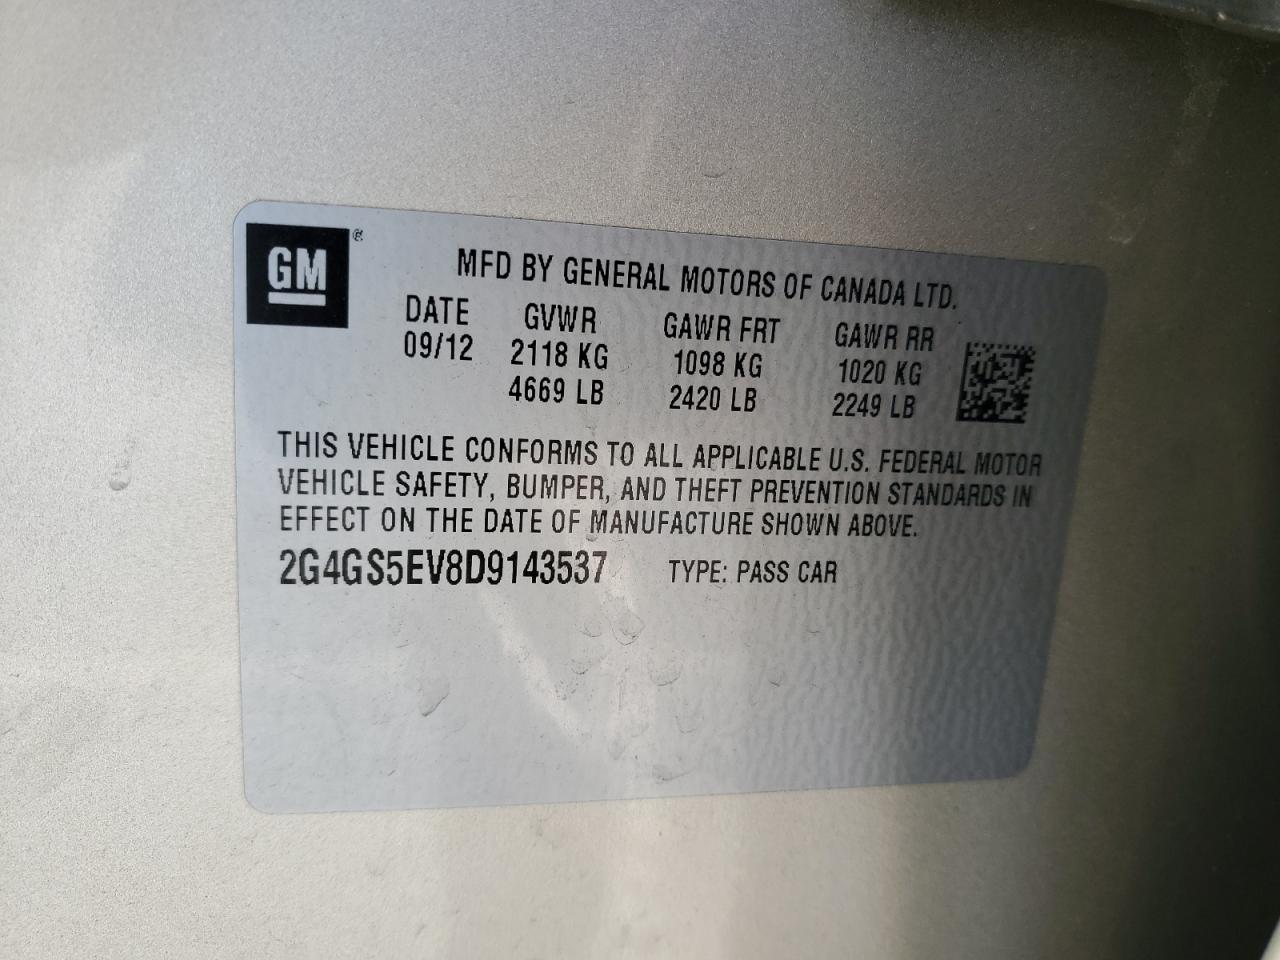 GM ®
MFD BY GENERAL MOTORS OF CANADA LTD.
DATE GVWR GAWR FRT GAWR RR
09/12 2118 KG 1098 KG 1020 KG
4669 LB 2420 LB 2249 LB
THIS VEHICLE CONFORMS TO ALL APPLICABLE U.S. FEDERAL MOTOR
VEHICLE SAFETY, BUMPER, AND THEFT PREVENTION STANDARDS IN
EFFECT ON THE DATE OF MANUFACTURE SHOWN ABOVE.
2G4GS5EV8D9143537 TYPE: PASS CAR